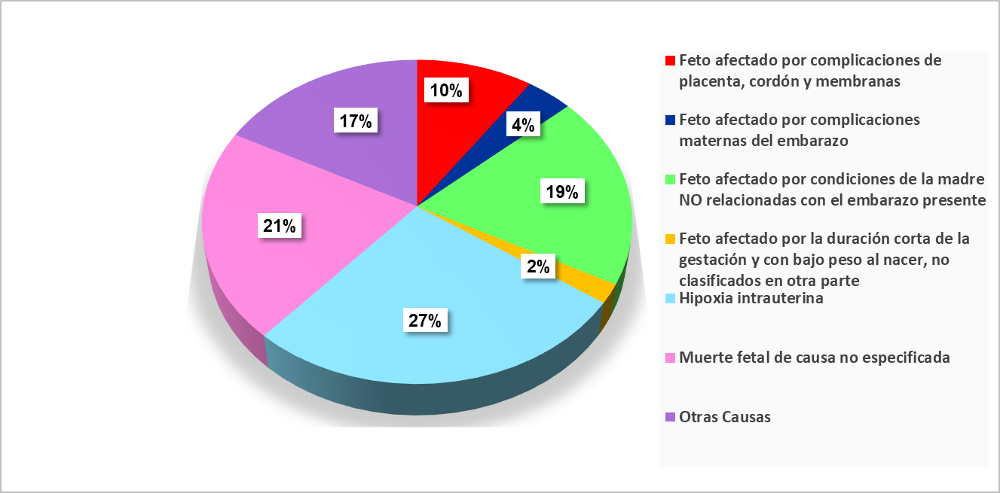 10%
4%
19%
2%
27%
21%
17%
Feto afectado por complicaciones de
placenta, cordón y membranas
Feto afectado por complicaciones
maternas del embarazo
Feto afectado por condiciones de la madre
NO relacionadas con el embarazo presente
Feto afectado por la duración corta de la
gestación y con bajo peso al nacer, no
clasificados en otra parte
Hipoxia intrauterina
Muerte fetal de causa no especificada
Otras Causas